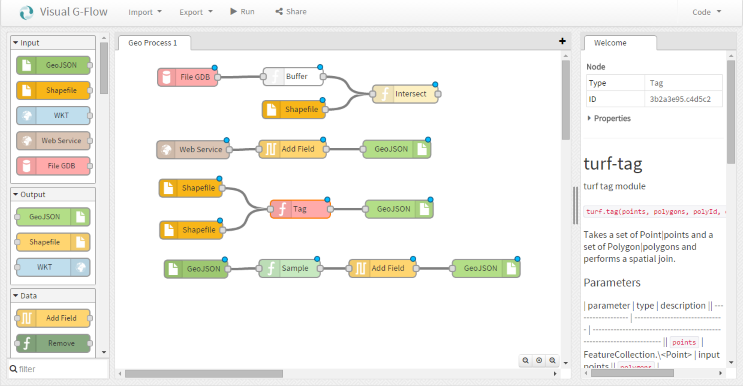 Visual G-Flow Import Export Run Share Code
Input
GeoJSON
Shapefile
WKT
Web Service
File GDB
Output
GeoJSON
Shapefile
WKT
Data
Add Field
Remove
filter
Geo Process 1
File GDB Buffer Intersect
Shapefile
Web Service Add Field GeoJSON
Shapefile
Tag GeoJSON
Shapefile
GeoJSON Sample Add Field GeoJSON
Welcome
Node
Type Tag
ID 3b2a3e95.c4d5c2
Properties
turf-tag
turf tag module
turf.tag(points, polygons, polyId,
Takes a set of Point|points and a
set of Polygon|polygons and
performs a spatial join.
Parameters
| parameter | type | description || ----
---------------- | ------------------------------
- | ------------------------------------------
-------------------------- || points |
FeatureCollection.\<Point> | input
points || polygons |